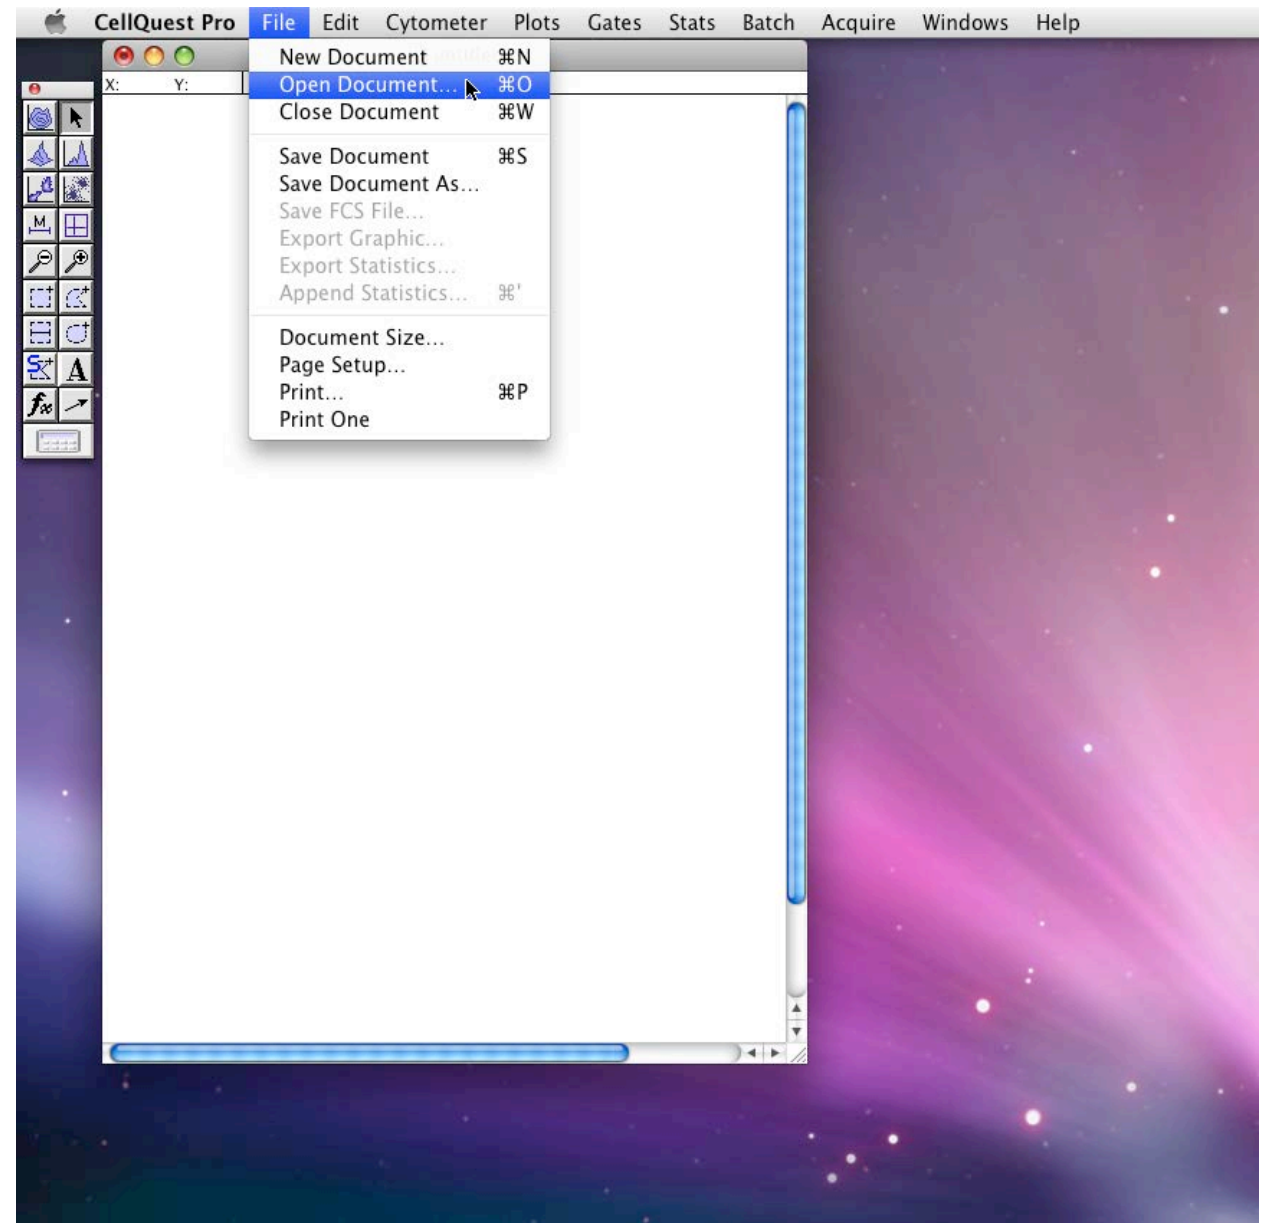 CellQuest Pro File Edit Cytometer Plots Gates Stats Batch Acquire Windows Help
New Document ⌘N
X: Y:
Open Document... ⌘O
Close Document ⌘W
Save Document ⌘S
Save Document As...
Save FCS File...
Export Graphic...
Export Statistics...
Append Statistics... ⌘'
Document Size...
Page Setup...
Print... ⌘P
Print One
M
A
fx